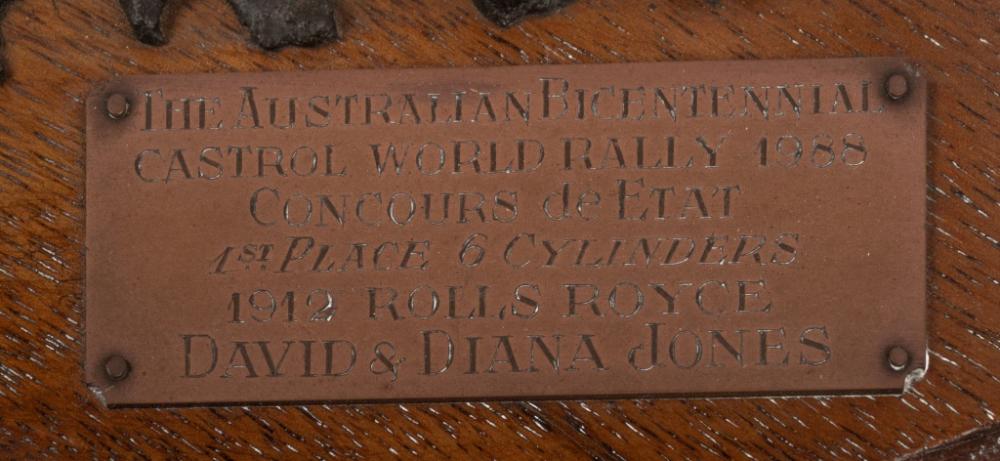 THE AUSTRALIAN BICENTENNIAL
CASTROL WORLD RALLY 1988
CONCOURS de ETAT
1ST PLACE 6 CYLINDERS
1912 ROLLS ROYCE
DAVID & DIANA JONES